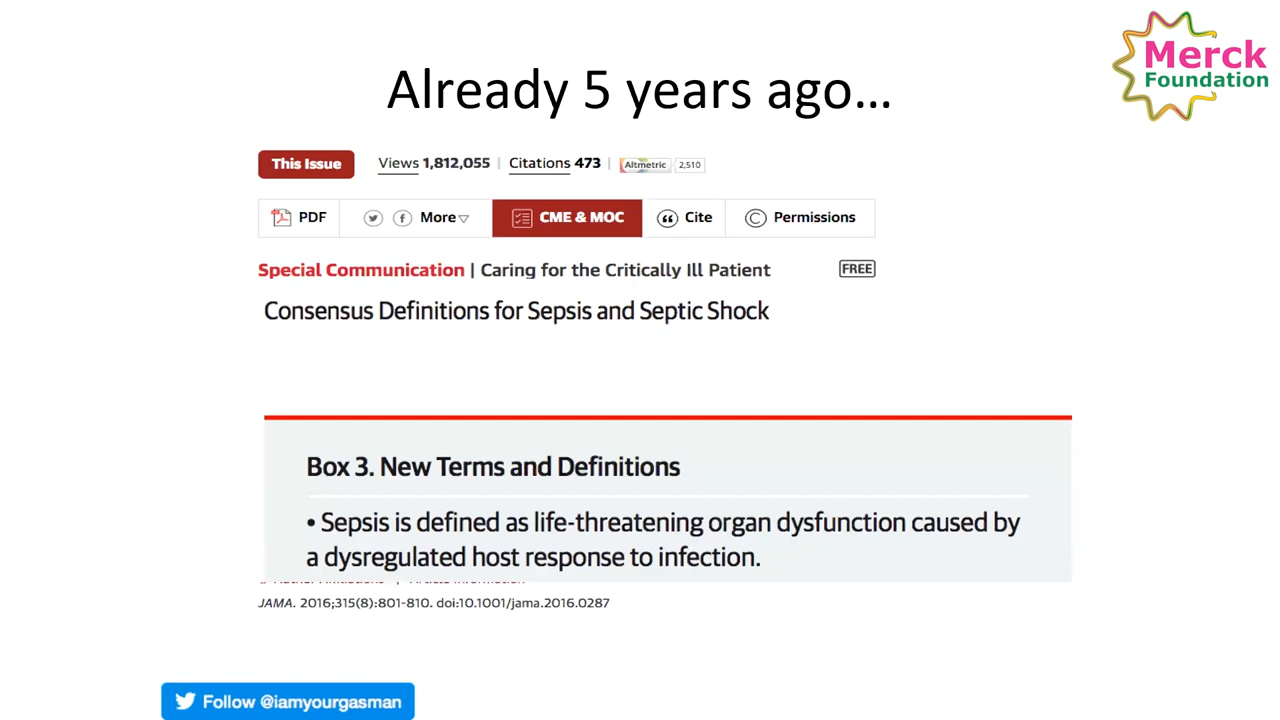 Merck
Foundation
Already 5 years ago...
This Issue Views 1,812,055 | Citations 473 | Altmetric 2,510
PDF More CME & MOC Cite Permissions
Special Communication | Caring for the Critically Ill Patient FREE
Consensus Definitions for Sepsis and Septic Shock
Box 3. New Terms and Definitions
• Sepsis is defined as life-threatening organ dysfunction caused by
a dysregulated host response to infection.
JAMA. 2016;315(8):801-810. doi:10.1001/jama.2016.0287
Follow @iamyourgasman